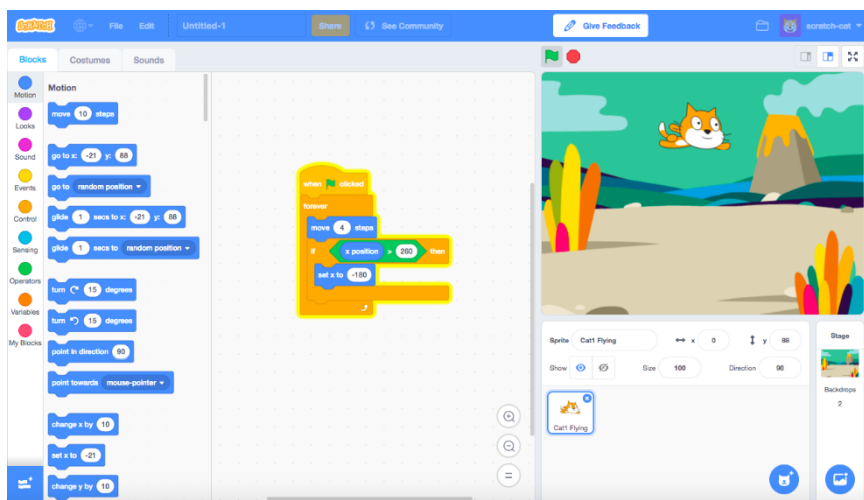 SCRATCH File Edit Untitled-1 Share See Community Give Feedback scratch-cat
Blocks Costumes Sounds
Motion
Looks
Sound
Events
Control
Sensing
Operators
Variables
My Blocks
Motion
move 10 steps
go to x: -21 y: 88
go to random position
glide 1 secs to x: -21 y: 88
glide 1 secs to random position
turn 15 degrees
turn 15 degrees
point in direction 90
point towards mouse-pointer
change x by 10
set x to -21
change y by 10
when clicked
forever
move 4 steps
if x position > 260 then
set x to -180
Sprite Cat1 Flying x 0 y 88
Show Size 100 Direction 90
Cat1 Flying
Stage
Backdrops
2